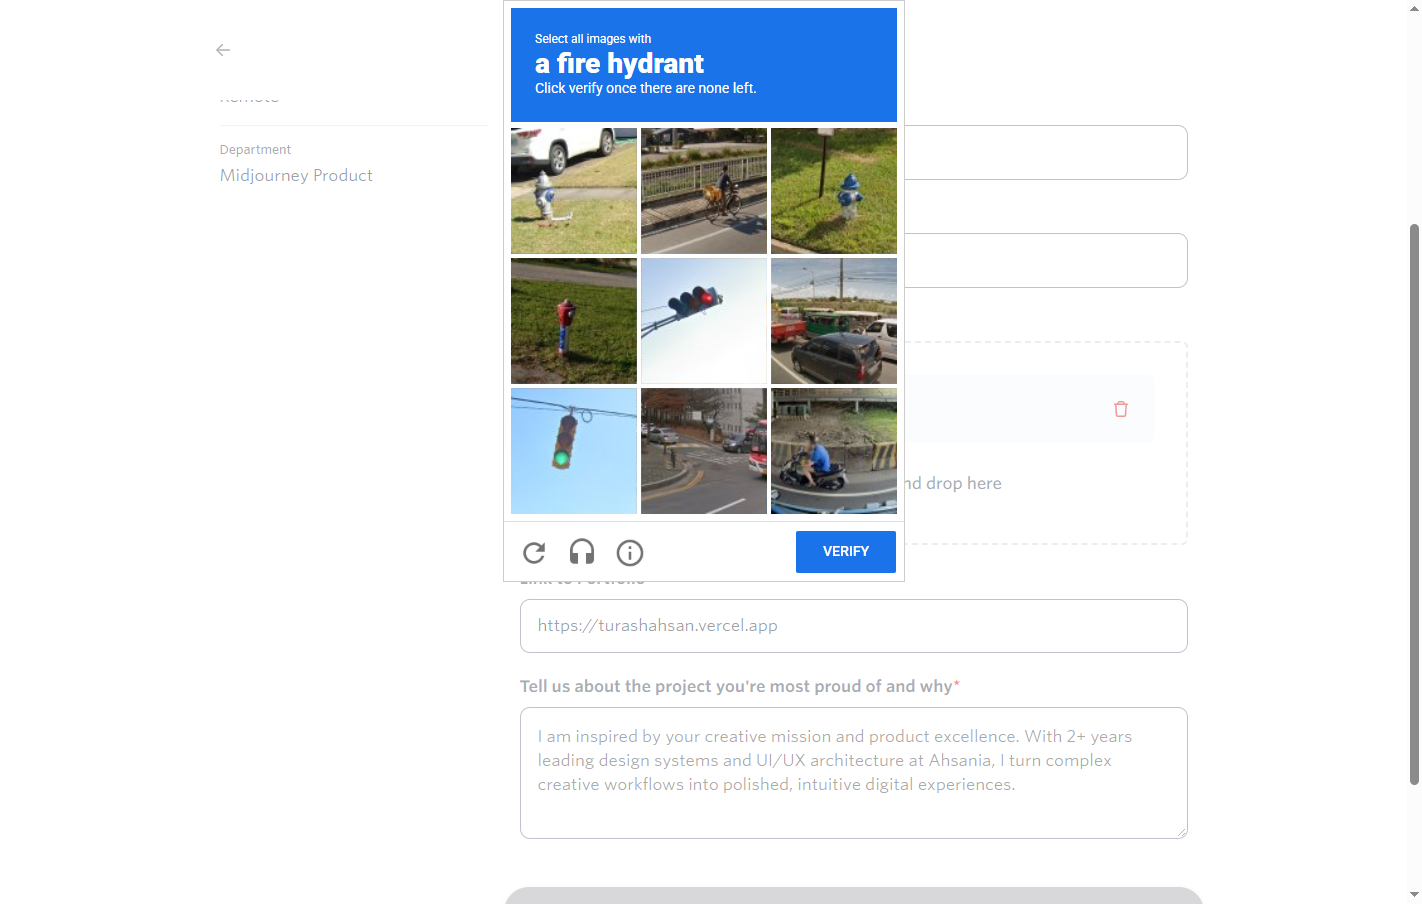 Select all images with
a fire hydrant
Click verify once there are none left.
Department
Midjourney Product
nd drop here
VERIFY
https://turashahsan.vercel.app
Tell us about the project you're most proud of and why*
I am inspired by your creative mission and product excellence. With 2+ years
leading design systems and UI/UX architecture at Ahsania, I turn complex
creative workflows into polished, intuitive digital experiences.